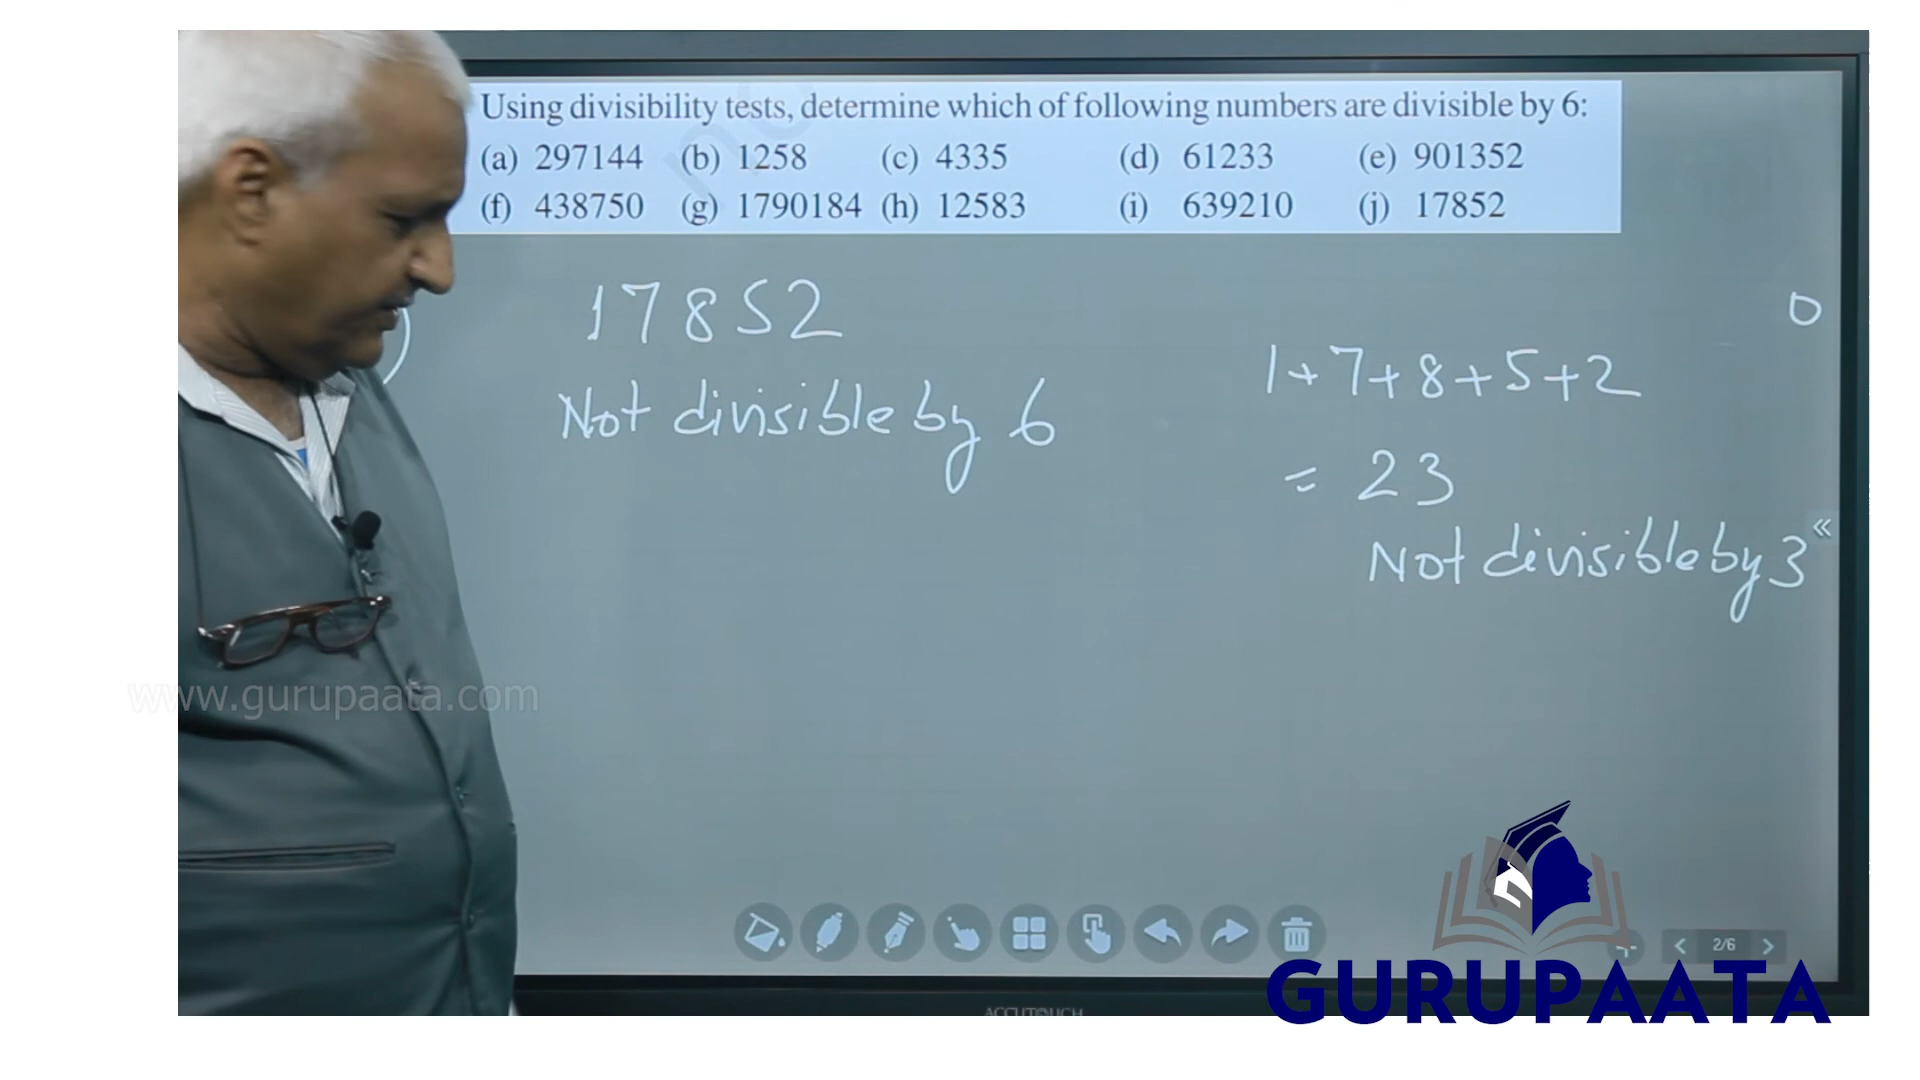 Using divisibility tests, determine which of following numbers are divisible by 6:
(a) 297144 (b) 1258 (c) 4335 (d) 61233 (e) 901352
(f) 438750 (g) 1790184 (h) 12583 (i) 639210 (j) 17852
17852
Not divisible by 6
0
1+7+8+5+2
= 23
Not divisible by 3
«
www.gurupaata.com
< 2/6 >
GURUPAATA